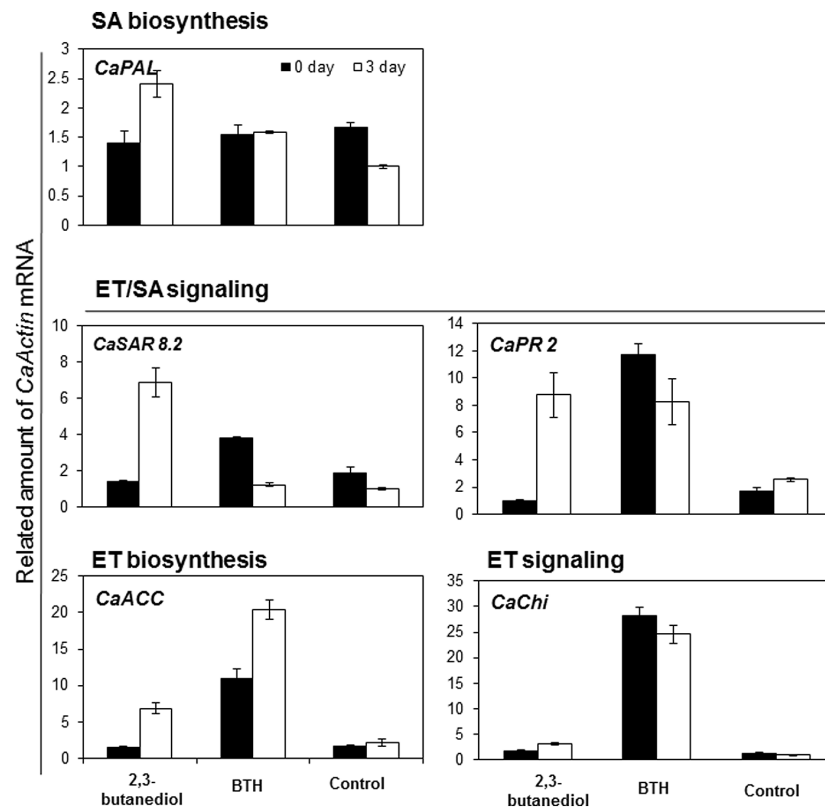 SA biosynthesis
3
2.5
2
1.5
1
0.5
0
CaPAL
0 day
3 day
Related amount of CaActin mRNA
ET/SA signaling
10
8
6
4
2
0
CaSAR 8.2
14
12
10
8
6
4
2
0
CaPR 2
ET biosynthesis
25
20
15
10
5
0
CaACC
2,3-
butanediol
BTH
Control
ET signaling
35
30
25
20
15
10
5
0
CaChi
2,3-
butanediol
BTH
Control